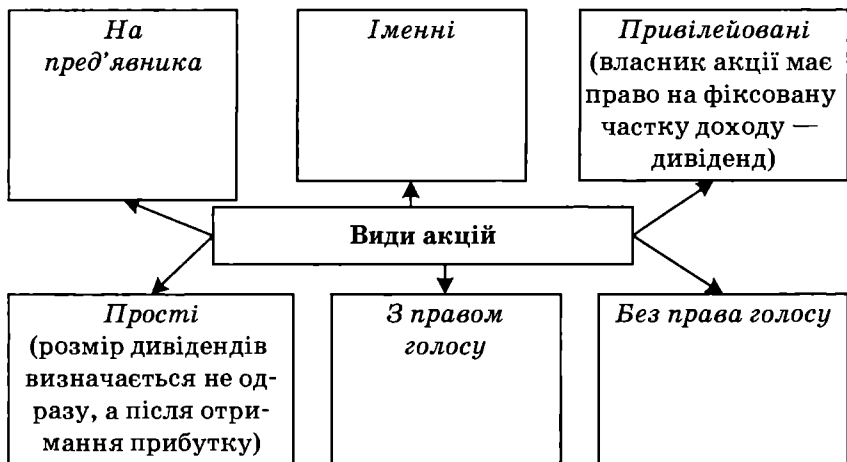 На
пред’явника
Іменні
Привілейовані
(власник акції має
право на фіксовану
частку доходу —
дивіденд)
Види акцій
Прості
(розмір дивідендів
визначається не од-
разу, а після отри-
мання прибутку)
З правом
голосу
Без права голосу